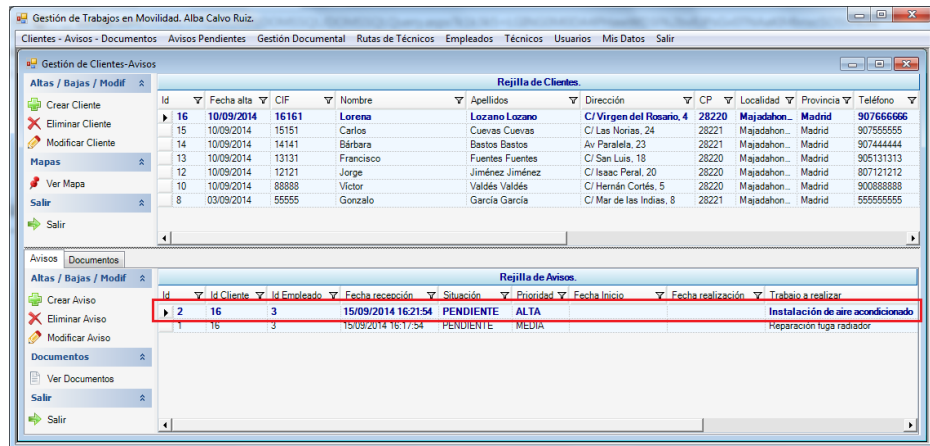 Gestión de Trabajos en Movilidad. Alba Calvo Ruiz.
Clientes - Avisos - Documentos Avisos Pendientes Gestión Documental Rutas de Técnicos Empleados Técnicos Usuarios Mis Datos Salir
Gestión de Clientes-Avisos
Altas / Bajas / Modif
Crear Cliente
Eliminar Cliente
Modificar Cliente
Mapas
Ver Mapa
Salir
Salir
Rejilla de Clientes.
Id Fecha alta CIF Nombre Apellidos Dirección CP Localidad Provincia Teléfono
16 10/09/2014 16161 Lorena Lozano Lozano C/ Virgen del Rosario, 4 28220 Majadahon... Madrid 907666666
15 10/09/2014 15151 Carlos Cuevas Cuevas C/ Las Norias, 24 28221 Majadahon... Madrid 907555555
14 10/09/2014 14141 Bárbara Bastos Bastos Av Paralela, 23 28221 Majadahon... Madrid 907444444
13 10/09/2014 13131 Francisco Fuentes Fuentes C/ San Luis, 18 28220 Majadahon... Madrid 905131313
12 10/09/2014 12121 Jorge Jiménez Jiménez C/ Isaac Peral, 20 28220 Majadahon... Madrid 807121212
10 10/09/2014 88888 Víctor Valdés Valdés C/ Hernán Cortés, 5 28220 Majadahon... Madrid 900888888
8 03/09/2014 55555 Gonzalo García García C/ Mar de las Indias, 8 28221 Majadahon... Madrid 555555555
Avisos Documentos
Altas / Bajas / Modif
Crear Aviso
Eliminar Aviso
Modificar Aviso
Documentos
Ver Documentos
Salir
Salir
Rejilla de Avisos.
Id Id Cliente Id Empleado Fecha recepción Situación Prioridad Fecha Inicio Fecha realización Trabajo a realizar
2 16 3 15/09/2014 16:21:54 PENDIENTE ALTA Instalación de aire acondicionado
1 16 3 15/09/2014 16:17:54 PENDIENTE MEDIA Reparación fuga radiador